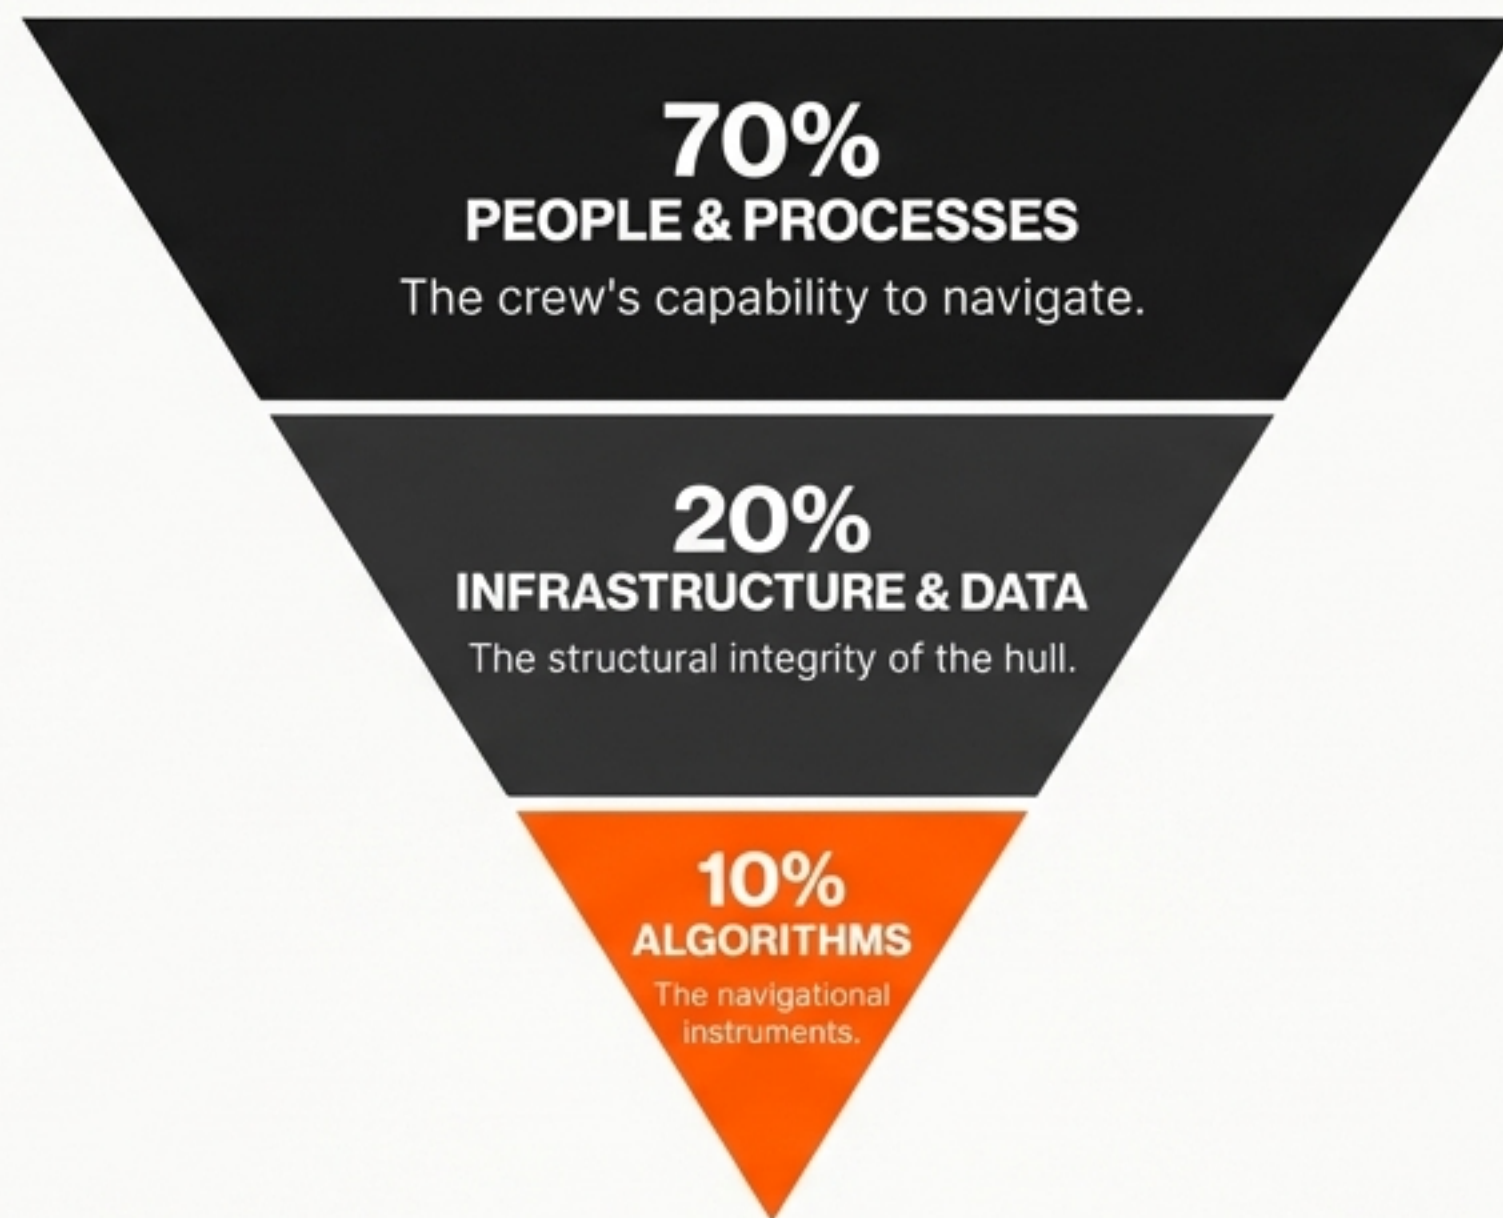 70%
PEOPLE & PROCESSES
The crew's capability to navigate.
20%
INFRASTRUCTURE & DATA
The structural integrity of the hull.
10%
ALGORITHMS
The navigational
instruments.